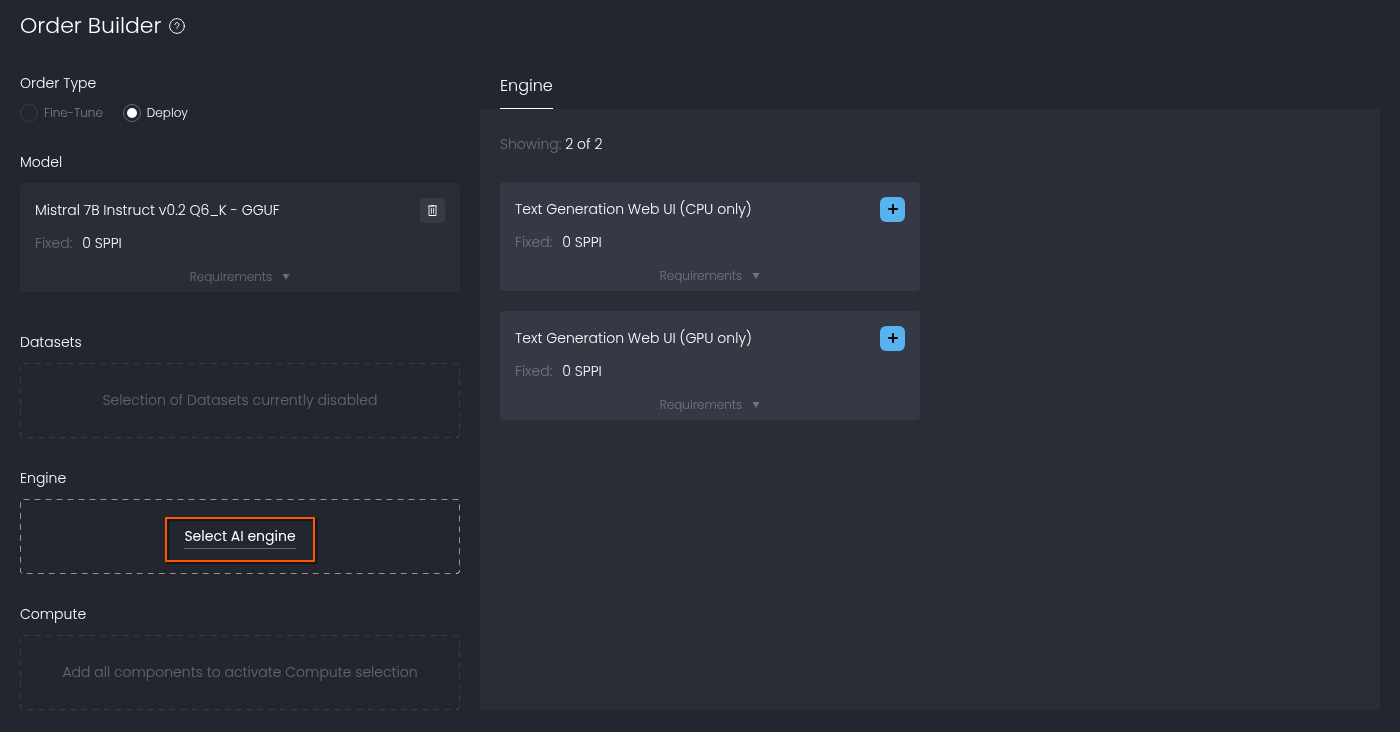 Order Builder ?
Order Type
Fine-Tune Deploy
Model
Mistral 7B Instruct v0.2 Q6_K - GGUF
Fixed: 0 SPPI
Requirements
Datasets
Selection of Datasets currently disabled
Engine
Select AI engine
Compute
Add all components to activate Compute selection
Engine
Showing: 2 of 2
Text Generation Web UI (CPU only)
Fixed: 0 SPPI
Requirements
Text Generation Web UI (GPU only)
Fixed: 0 SPPI
Requirements